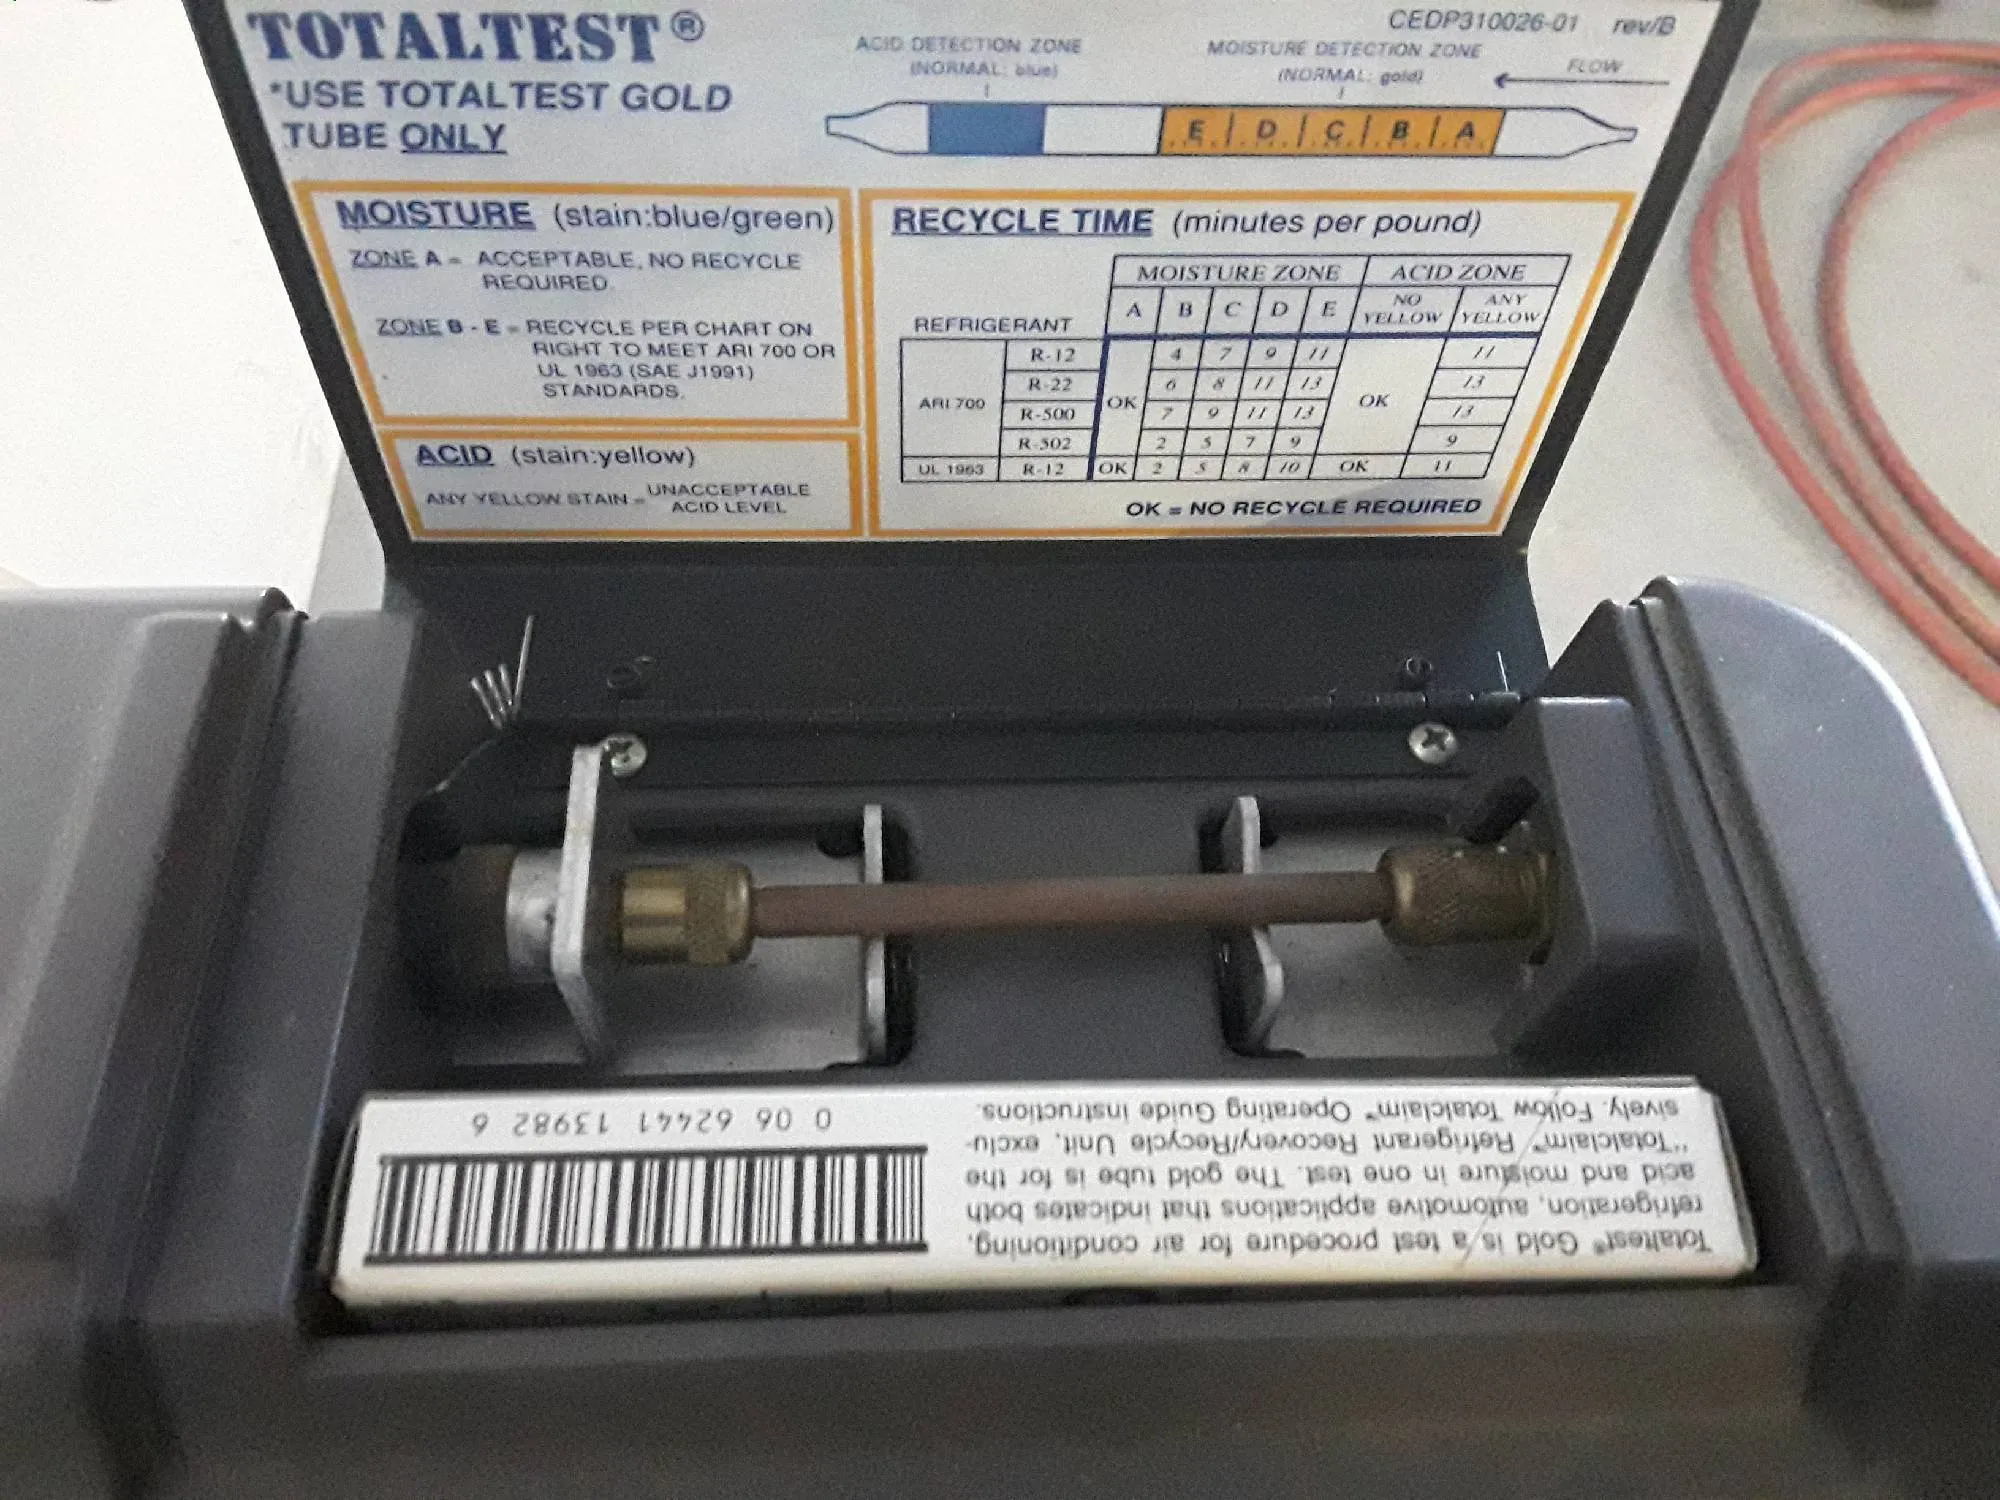 TOTALTEST®
*USE TOTALTEST GOLD
TUBE ONLY
CEDP310026-01 rev/B
ACID DETECTION ZONE
(NORMAL: blue)
MOISTURE DETECTION ZONE
(NORMAL: gold)
FLOW
E D C B A
MOISTURE (stain:blue/green)
ZONE A = ACCEPTABLE, NO RECYCLE
REQUIRED.
ZONE B - E = RECYCLE PER CHART ON
RIGHT TO MEET ARI 700 OR
UL 1963 (SAE J1991)
STANDARDS.
ACID (stain:yellow)
ANY YELLOW STAIN = UNACCEPTABLE
ACID LEVEL
RECYCLE TIME (minutes per pound)
MOISTURE ZONE ACID ZONE
REFRIGERANT A B C D E NO YELLOW ANY YELLOW
ARI 700 R-12 OK 4 7 9 11 OK 11
R-22 6 8 11 13 13
R-500 7 9 11 13 13
R-502 2 5 7 9 9
UL 1963 R-12 OK 2 5 8 10 OK 11
OK = NO RECYCLE REQUIRED
Totaltest® Gold is a test procedure for air conditioning,
refrigeration, automotive applications that indicates both
acid and moisture in one test. The gold tube is for the
"Totalclaim™ Refrigerant Recovery/Recycle Unit, exclu-
sively. Follow Totalclaim™ Operating Guide instructions.
0 06 62441 13982 6